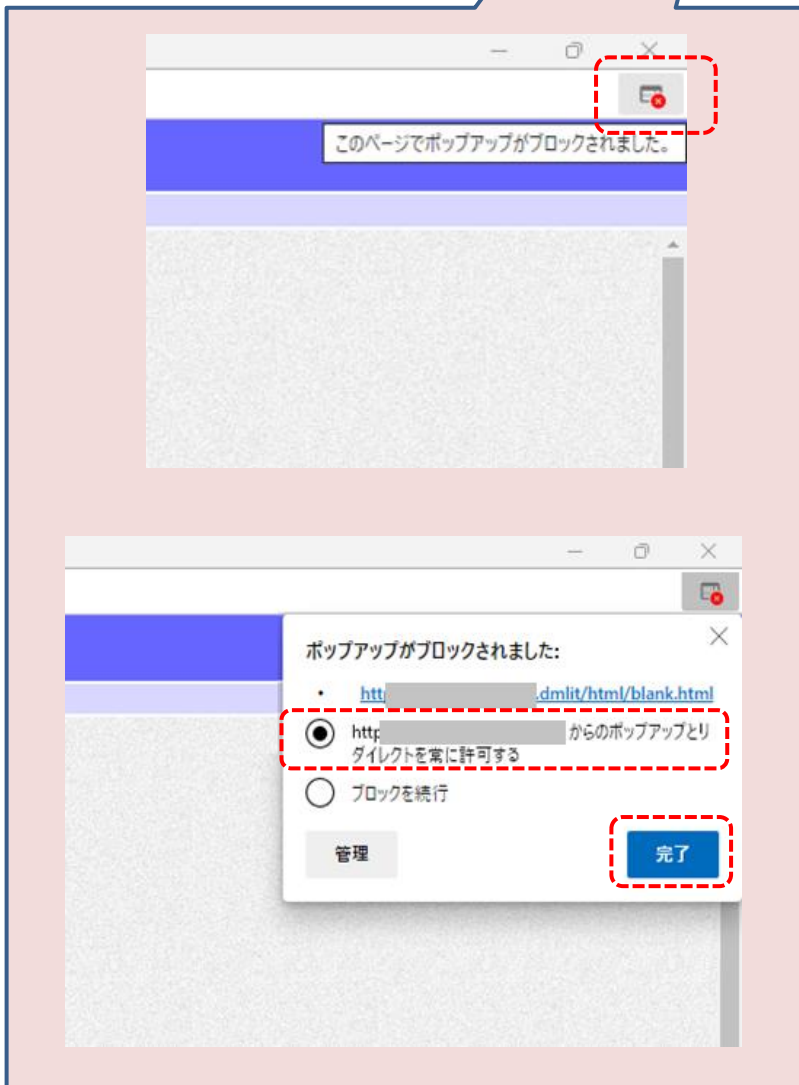 このページでポップアップがブロックされました。
ポップアップがブロックされました:
・ htt .dmlit/html/blank.html
http からのポップアップとリ
ダイレクトを常に許可する
ブロックを続行
管理
完了